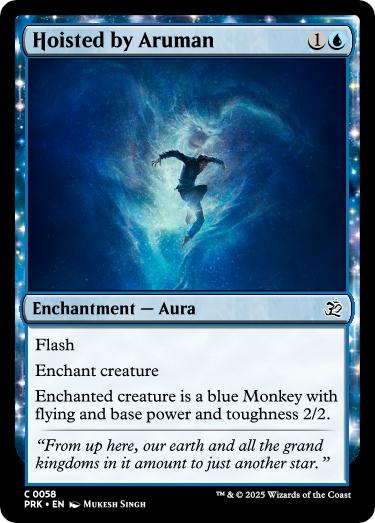 Hoisted by Aruman 1
Enchantment — Aura
Flash
Enchant creature
Enchanted creature is a blue Monkey with
flying and base power and toughness 2/2.
“From up here, our earth and all the grand
kingdoms in it amount to just another star.”
C 0058
PRK • EN Mukesh Singh
™ & © 2025 Wizards of the Coast